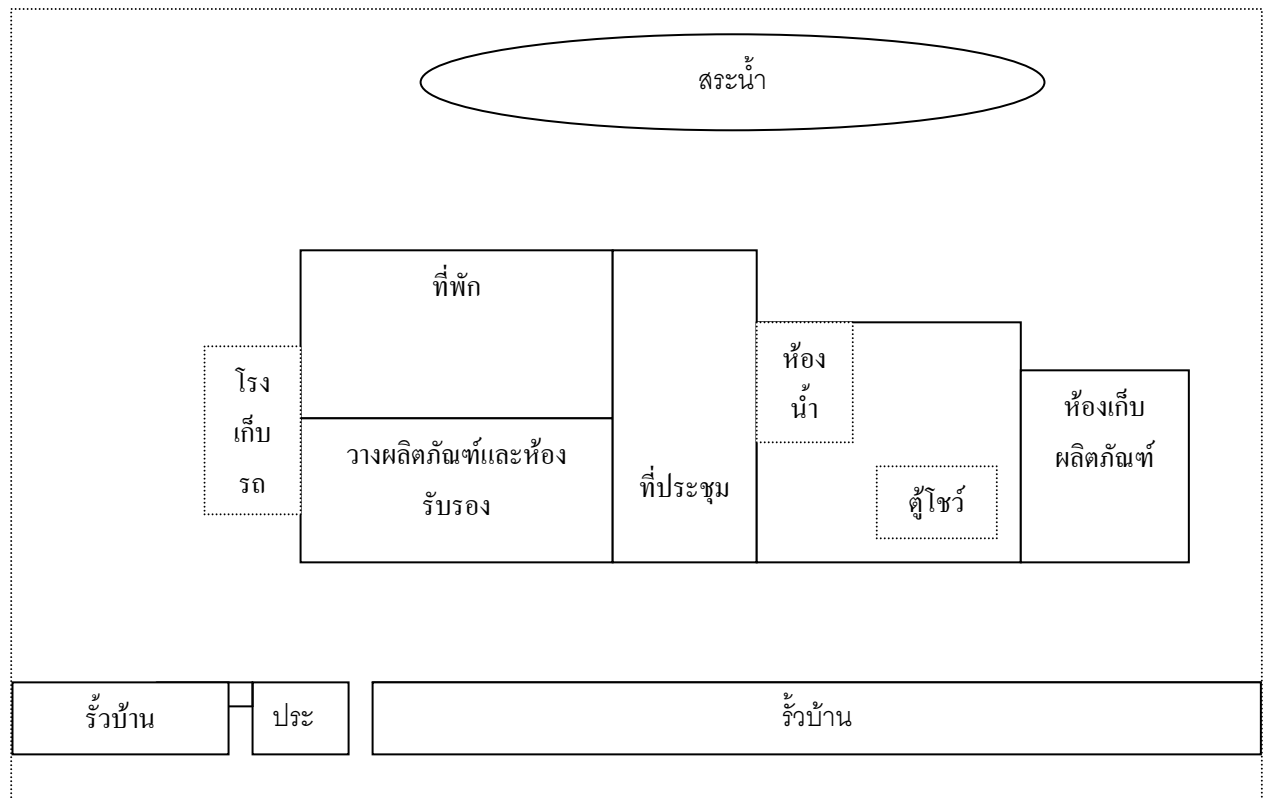 สระน้ำ
ที่พัก
โรง
เก็บ
รถ
วางผลิตภัณฑ์และห้อง
รับรอง
ที่ประชุม
ห้อง
น้ำ
ตู้โชว์
ห้องเก็บ
ผลิตภัณฑ์
รั้วบ้าน
ประ
รั้วบ้าน